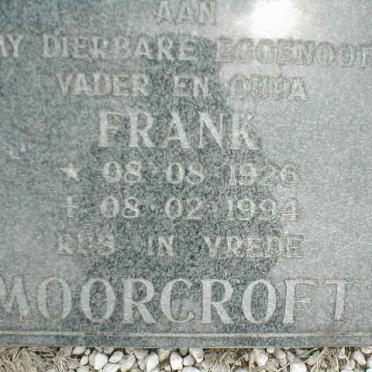 AAN
MY DIERBARE EGGENOOT
VADER EN OUPA
FRANK
* 08 08 1926
† 08 02 1994
RUS IN VREDE
MOORCROFT